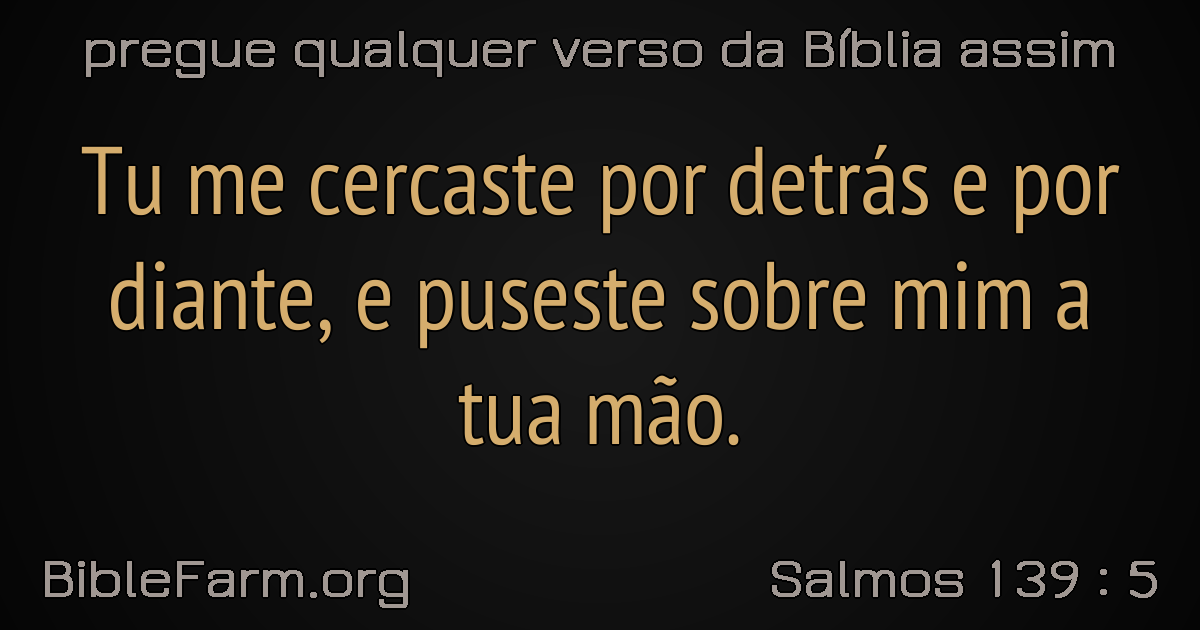 pregue qualquer verso da Bíblia assim
Tu me cercaste por detrás e por
diante, e puseste sobre mim a
tua mão.
BibleFarm.org
Salmos 139 : 5